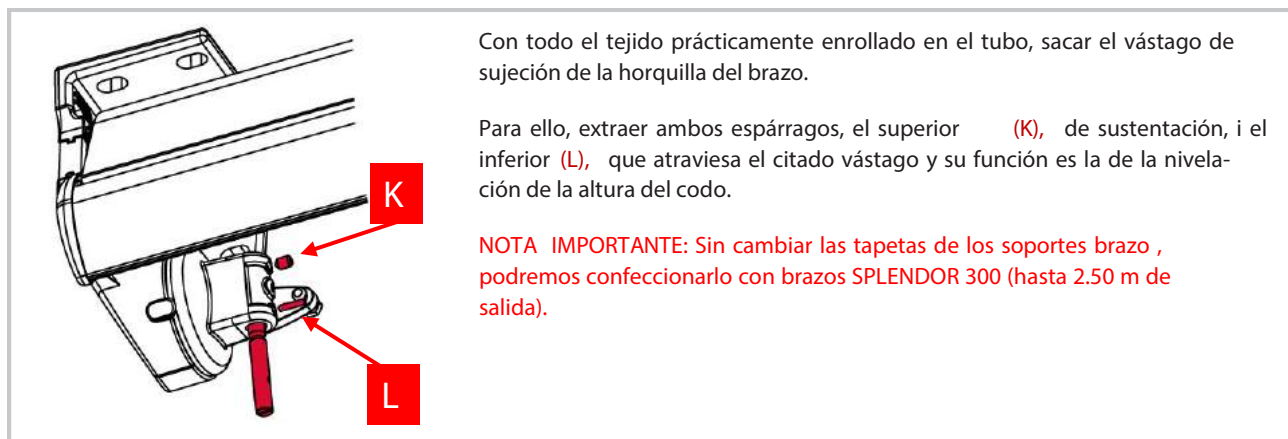 Con todo el tejido prácticamente enrollado en el tubo, sacar el vástago de
sujeción de la horquilla del brazo.
Para ello, extraer ambos espárragos, el superior (K), de sustentación, i el
inferior (L), que atraviesa el citado vástago y su función es la de la nivela-
ción de la altura del codo.
NOTA IMPORTANTE: Sin cambiar las tapetas de los soportes brazo ,
podremos confeccionarlo con brazos SPLENDOR 300 (hasta 2.50 m de
salida).
K
L